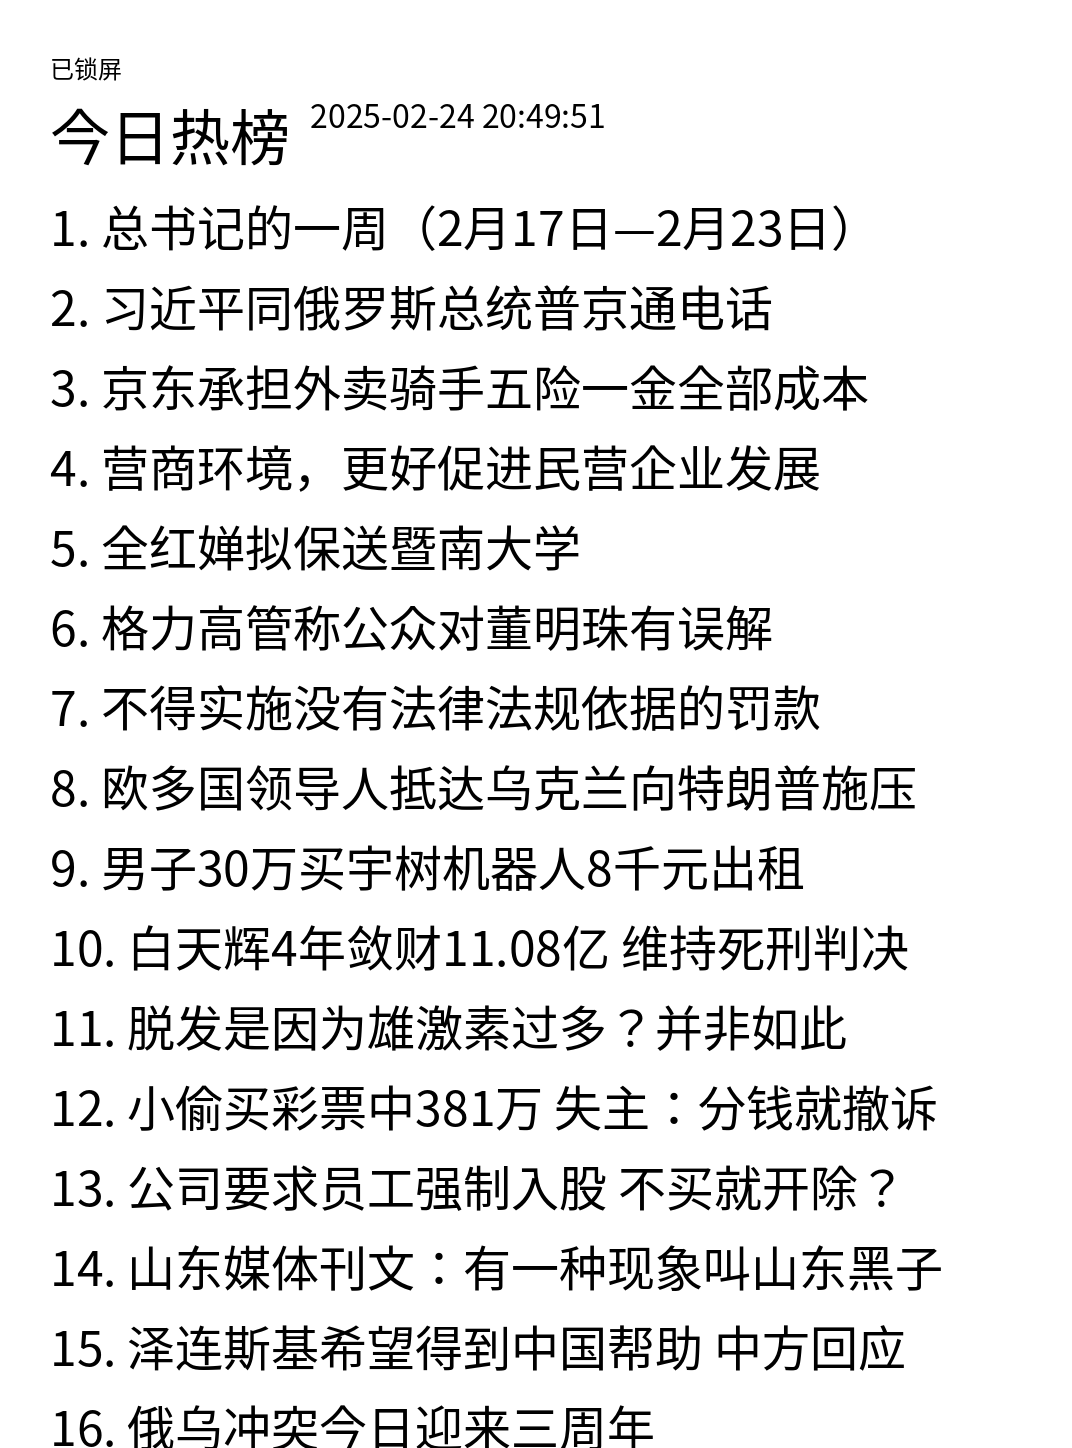 已锁屏
今日热榜 2025-02-24 20:49:51
1. 总书记的一周（2月17日—2月23日）
2. 习近平同俄罗斯总统普京通电话
3. 京东承担外卖骑手五险一金全部成本
4. 营商环境，更好促进民营企业发展
5. 全红婵拟保送暨南大学
6. 格力高管称公众对董明珠有误解
7. 不得实施没有法律法规依据的罚款
8. 欧多国领导人抵达乌克兰向特朗普施压
9. 男子30万买宇树机器人8千元出租
10. 白天辉4年敛财11.08亿 维持死刑判决
11. 脱发是因为雄激素过多？并非如此
12. 小偷买彩票中381万 失主：分钱就撤诉
13. 公司要求员工强制入股 不买就开除？
14. 山东媒体刊文：有一种现象叫山东黑子
15. 泽连斯基希望得到中国帮助 中方回应
16. 俄乌冲突今日迎来三周年